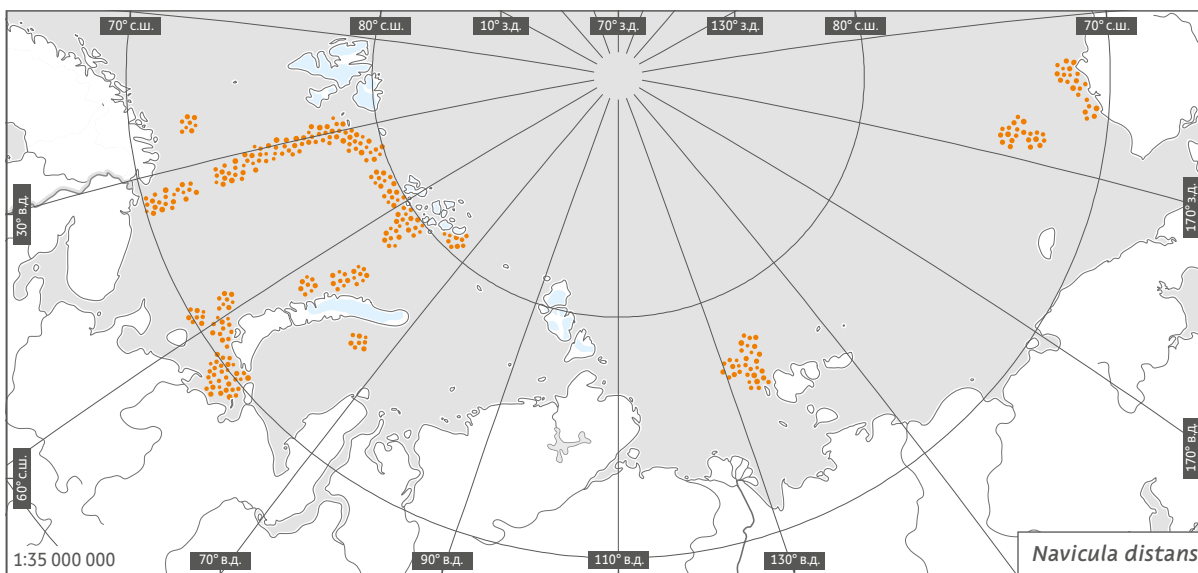 70° с.ш.
80° с.ш.
10° з.д.
70° з.д.
130° з.д.
80° с.ш.
70° с.ш.
30° в.д.
170° з.д.
60° с.ш.
170° в.д.
1:35 000 000
70° в.д.
90° в.д.
110° в.д.
130° в.д.
Navicula distans